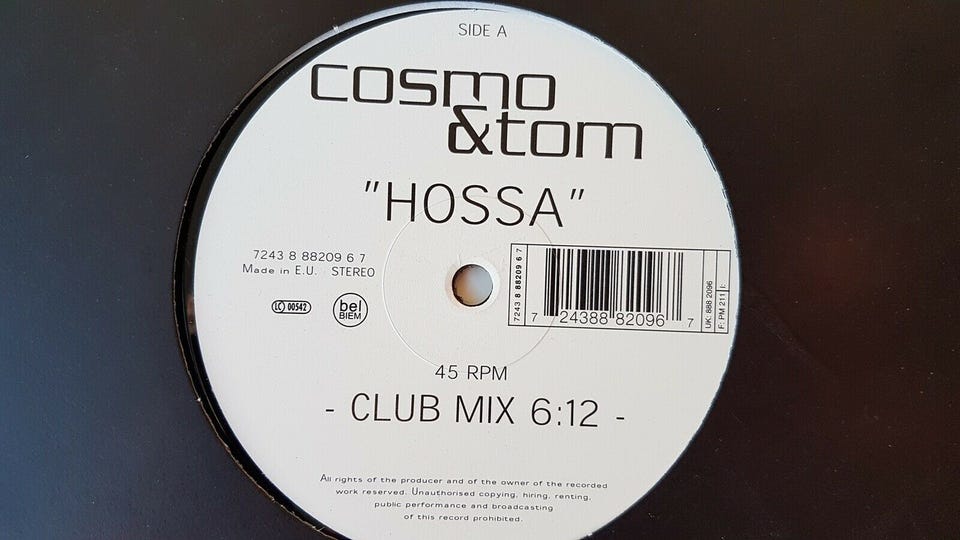 SIDE A
cosmo
&tom
"HOSSA"
7243 8 88209 6 7
Made in E.U. STEREO
LC 00542
bel
BIEM
7243 8 88209 6 7
7 24388 82096 7
UK: 888 2096
F: PM 211 I:
45 RPM
- CLUB MIX 6:12 -
All rights of the producer and of the owner of the recorded
work reserved. Unauthorised copying, hiring, renting,
public performance and broadcasting
of this record prohibited.